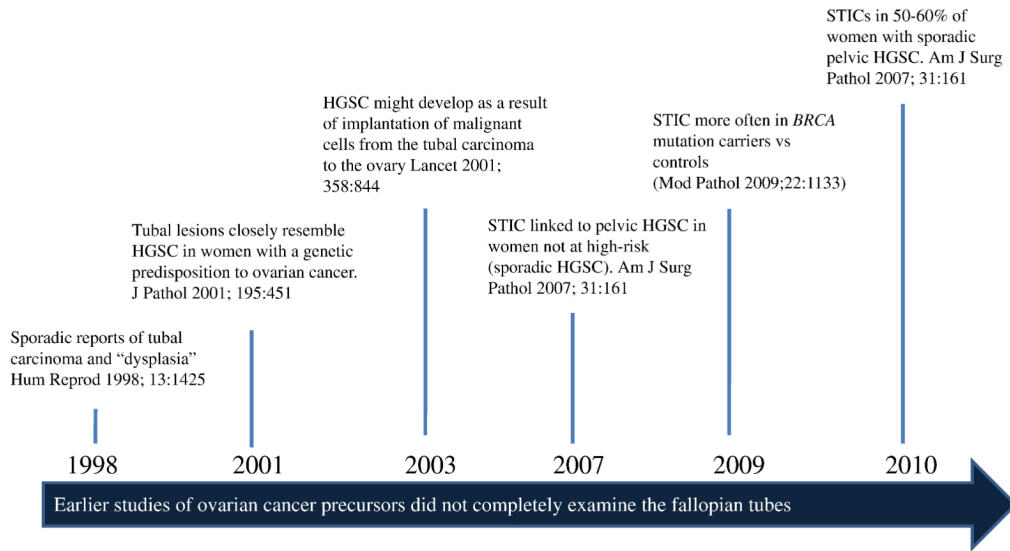 Sporadic reports of tubal
carcinoma and “dysplasia”
Hum Reprod 1998; 13:1425
Tubal lesions closely resemble
HGSC in women with a genetic
predisposition to ovarian cancer.
J Pathol 2001; 195:451
HGSC might develop as a result
of implantation of malignant
cells from the tubal carcinoma
to the ovary Lancet 2001;
358:844
STIC linked to pelvic HGSC in
women not at high-risk
(sporadic HGSC). Am J Surg
Pathol 2007; 31:161
STIC more often in BRCA
mutation carriers vs
controls
(Mod Pathol 2009;22:1133)
STICs in 50-60% of
women with sporadic
pelvic HGSC. Am J Surg
Pathol 2007; 31:161
1998
2001
2003
2007
2009
2010
Earlier studies of ovarian cancer precursors did not completely examine the fallopian tubes